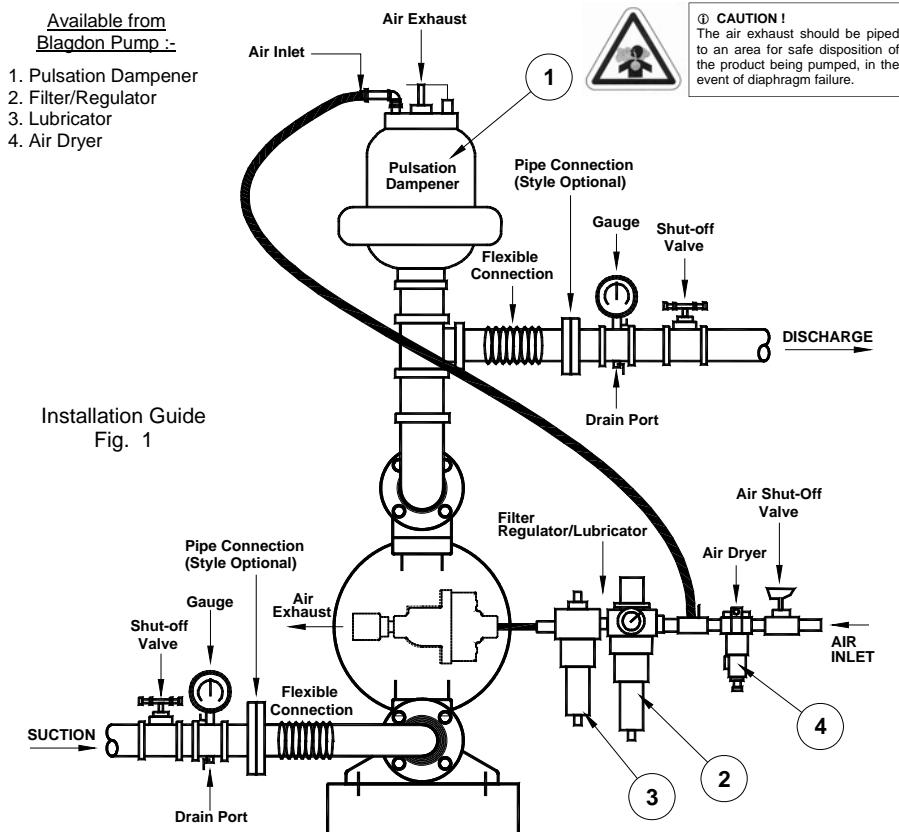 Available from
Blagdon Pump :-
1. Pulsation Dampener
2. Filter/Regulator
3. Lubricator
4. Air Dryer
Air Exhaust
Air Inlet
1
ⓘ CAUTION !
The air exhaust should be piped
to an area for safe disposition of
the product being pumped, in the
event of diaphragm failure.
Pulsation
Dampener
Pipe Connection
(Style Optional)
Gauge
Shut-off
Valve
Flexible
Connection
DISCHARGE
Drain Port
Installation Guide
Fig. 1
Air Shut-Off
Valve
Filter
Regulator/Lubricator
Air Dryer
Pipe Connection
(Style Optional)
Air
Exhaust
Gauge
Shut-off
Valve
AIR
INLET
Flexible
Connection
SUCTION
Drain Port
3
2
4